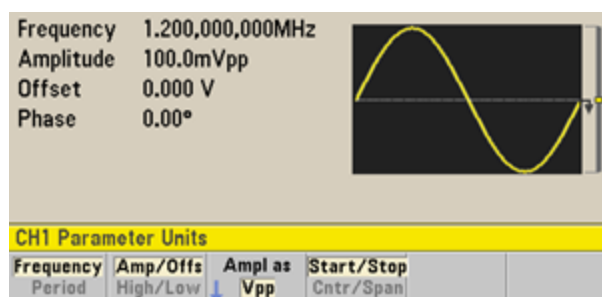 Frequency 1.200,000,000MHz
Amplitude 100.0mVpp
Offset 0.000 V
Phase 0.00°
CH1 Parameter Units
Frequency Amp/Offs Ampl as Start/Stop
Period High/Low Vpp Cntr/Span